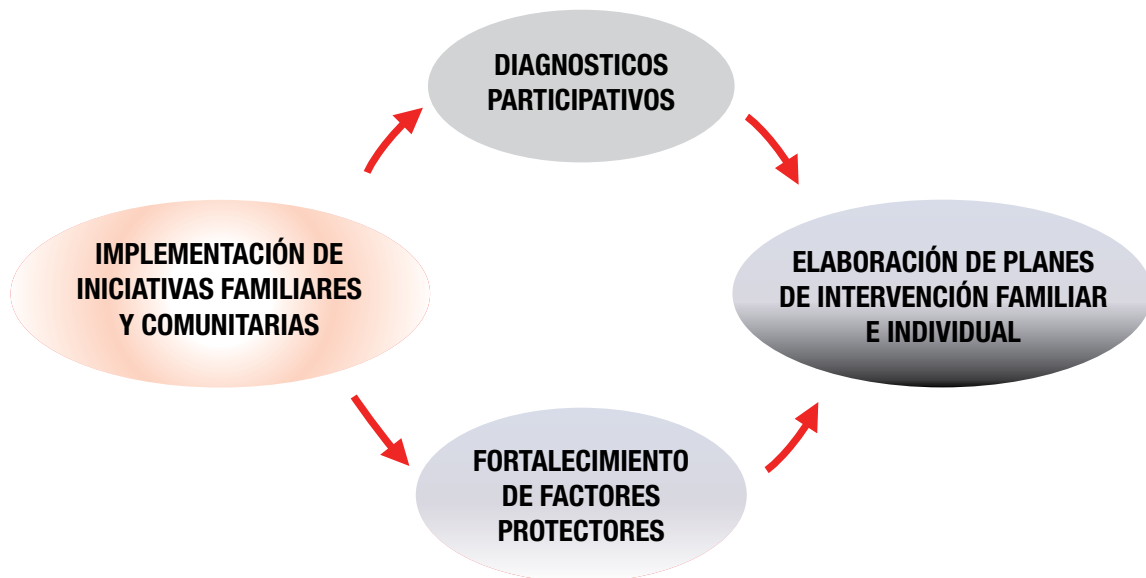 DIAGNOSTICOS
PARTICIPATIVOS
IMPLEMENTACIÓN DE
INICIATIVAS FAMILIARES
Y COMUNITARIAS
ELABORACIÓN DE PLANES
DE INTERVENCIÓN FAMILIAR
E INDIVIDUAL
FORTALECIMIENTO
DE FACTORES
PROTECTORES